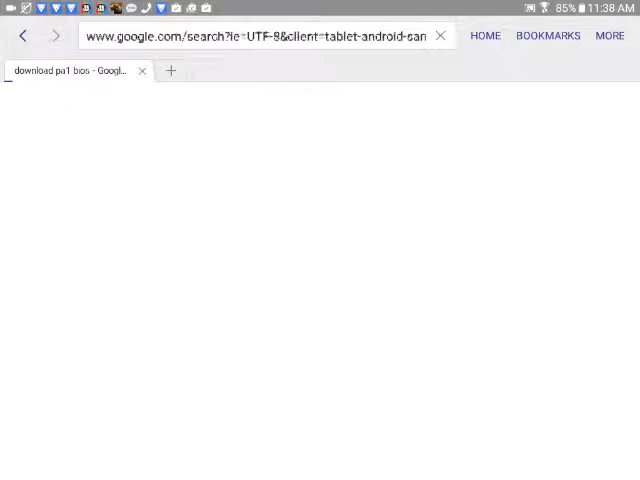 85% 11:38 AM
www.google.com/search?ie=UTF-8&client=tablet-android-san HOME BOOKMARKS MORE
download pa1 bios - Googl...